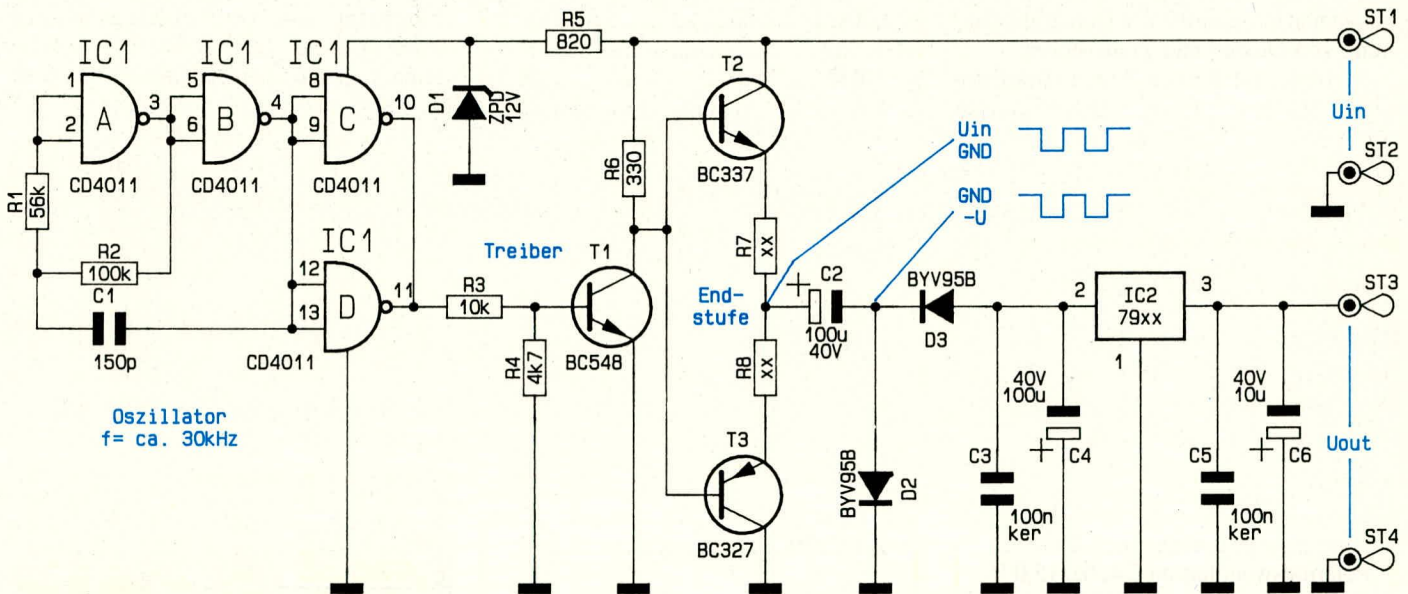 IC1
1
2
A
3
CD4011
IC1
5
6
B
4
CD4011
IC1
8
9
C
10
CD4011
IC1
12
13
D
11
CD4011
R1
56k
R2
100k
C1
150p
Oszillator
f= ca. 30kHz
D1
ZPD
12V
R5
820
R6
330
Treiber
R3
10k
R4
4k7
T1
BC548
T2
BC337
R7
xx
End-
stufe
R8
xx
T3
BC327
Uin
GND
GND
-U
+
C2
100u
40V
BYV95B
D2
BYV95B
D3
C3
100n
ker
40V
100u
+
C4
2
IC2
79xx
3
1
C5
100n
ker
40V
10u
+
C6
ST1
Uin
ST2
ST3
Uout
ST4